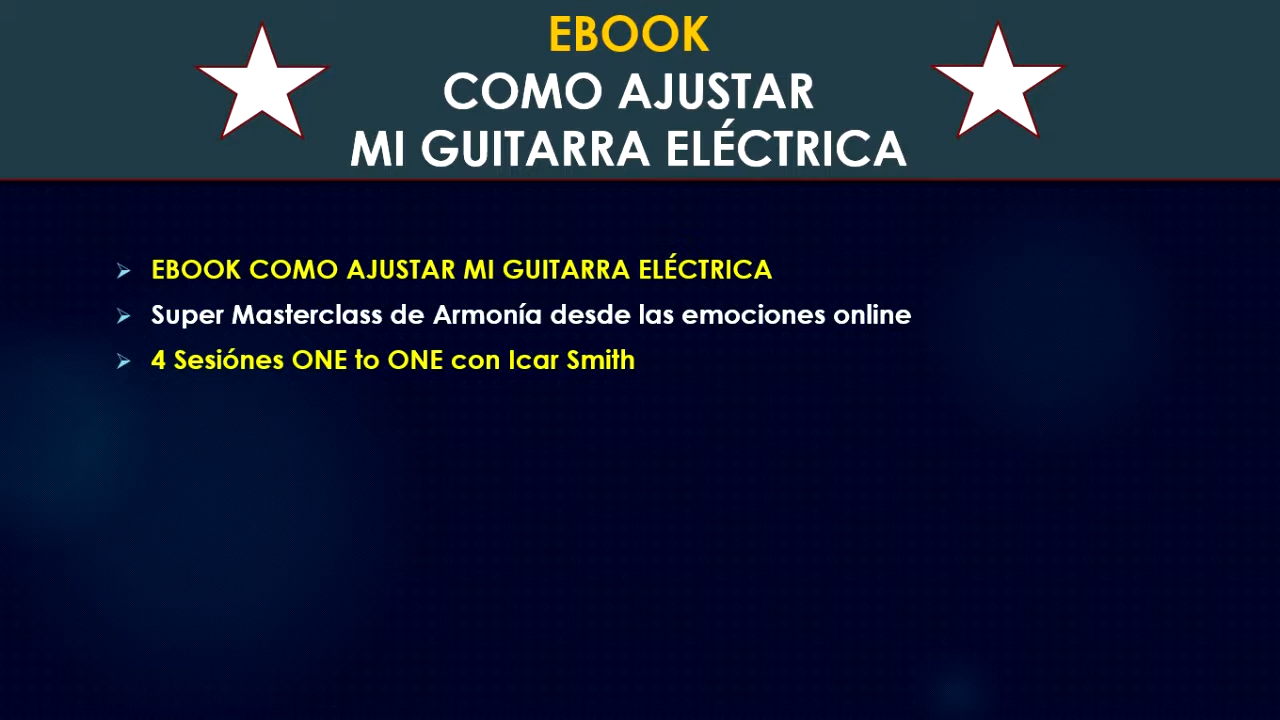 EBOOK
COMO AJUSTAR
MI GUITARRA ELÉCTRICA
EBOOK COMO AJUSTAR MI GUITARRA ELÉCTRICA
Super Masterclass de Armonía desde las emociones online
4 Sesiónes ONE to ONE con Icar Smith